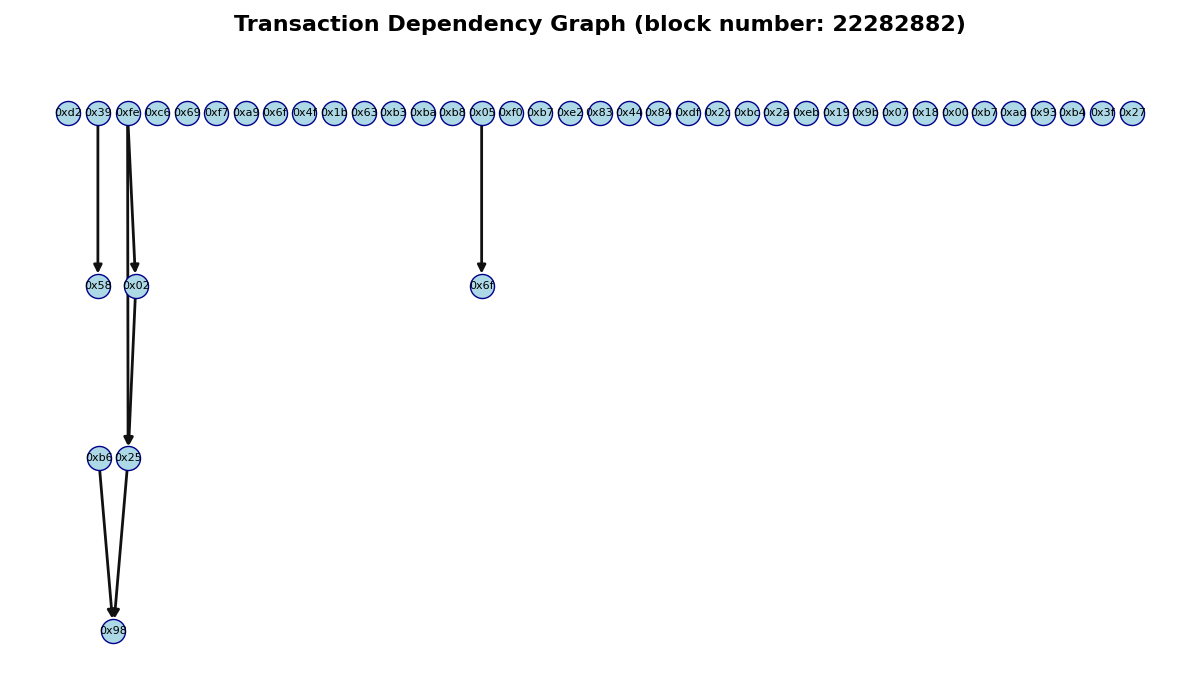 Transaction Dependency Graph (block number: 22282882)
0xd2 0x39 0xfe 0xc6 0x69 0xf7 0xa9 0x6f 0x4f 0x1b 0x63 0xb3 0xba 0xb8 0x05 0xf0 0xb7 0xe2 0x83 0x44 0x84 0xdf 0x2c 0xbc 0x2a 0xeb 0x19 0x9b 0x07 0x18 0x00 0xb7 0xad 0x93 0xb4 0x3f 0x27
0x58 0x02 0x6f
0xb6 0x25
0x98